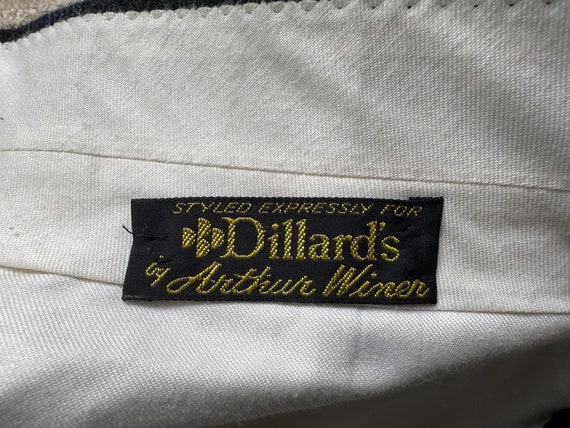 STYLED EXPRESSLY FOR
Dillard's
by Arthur Winer